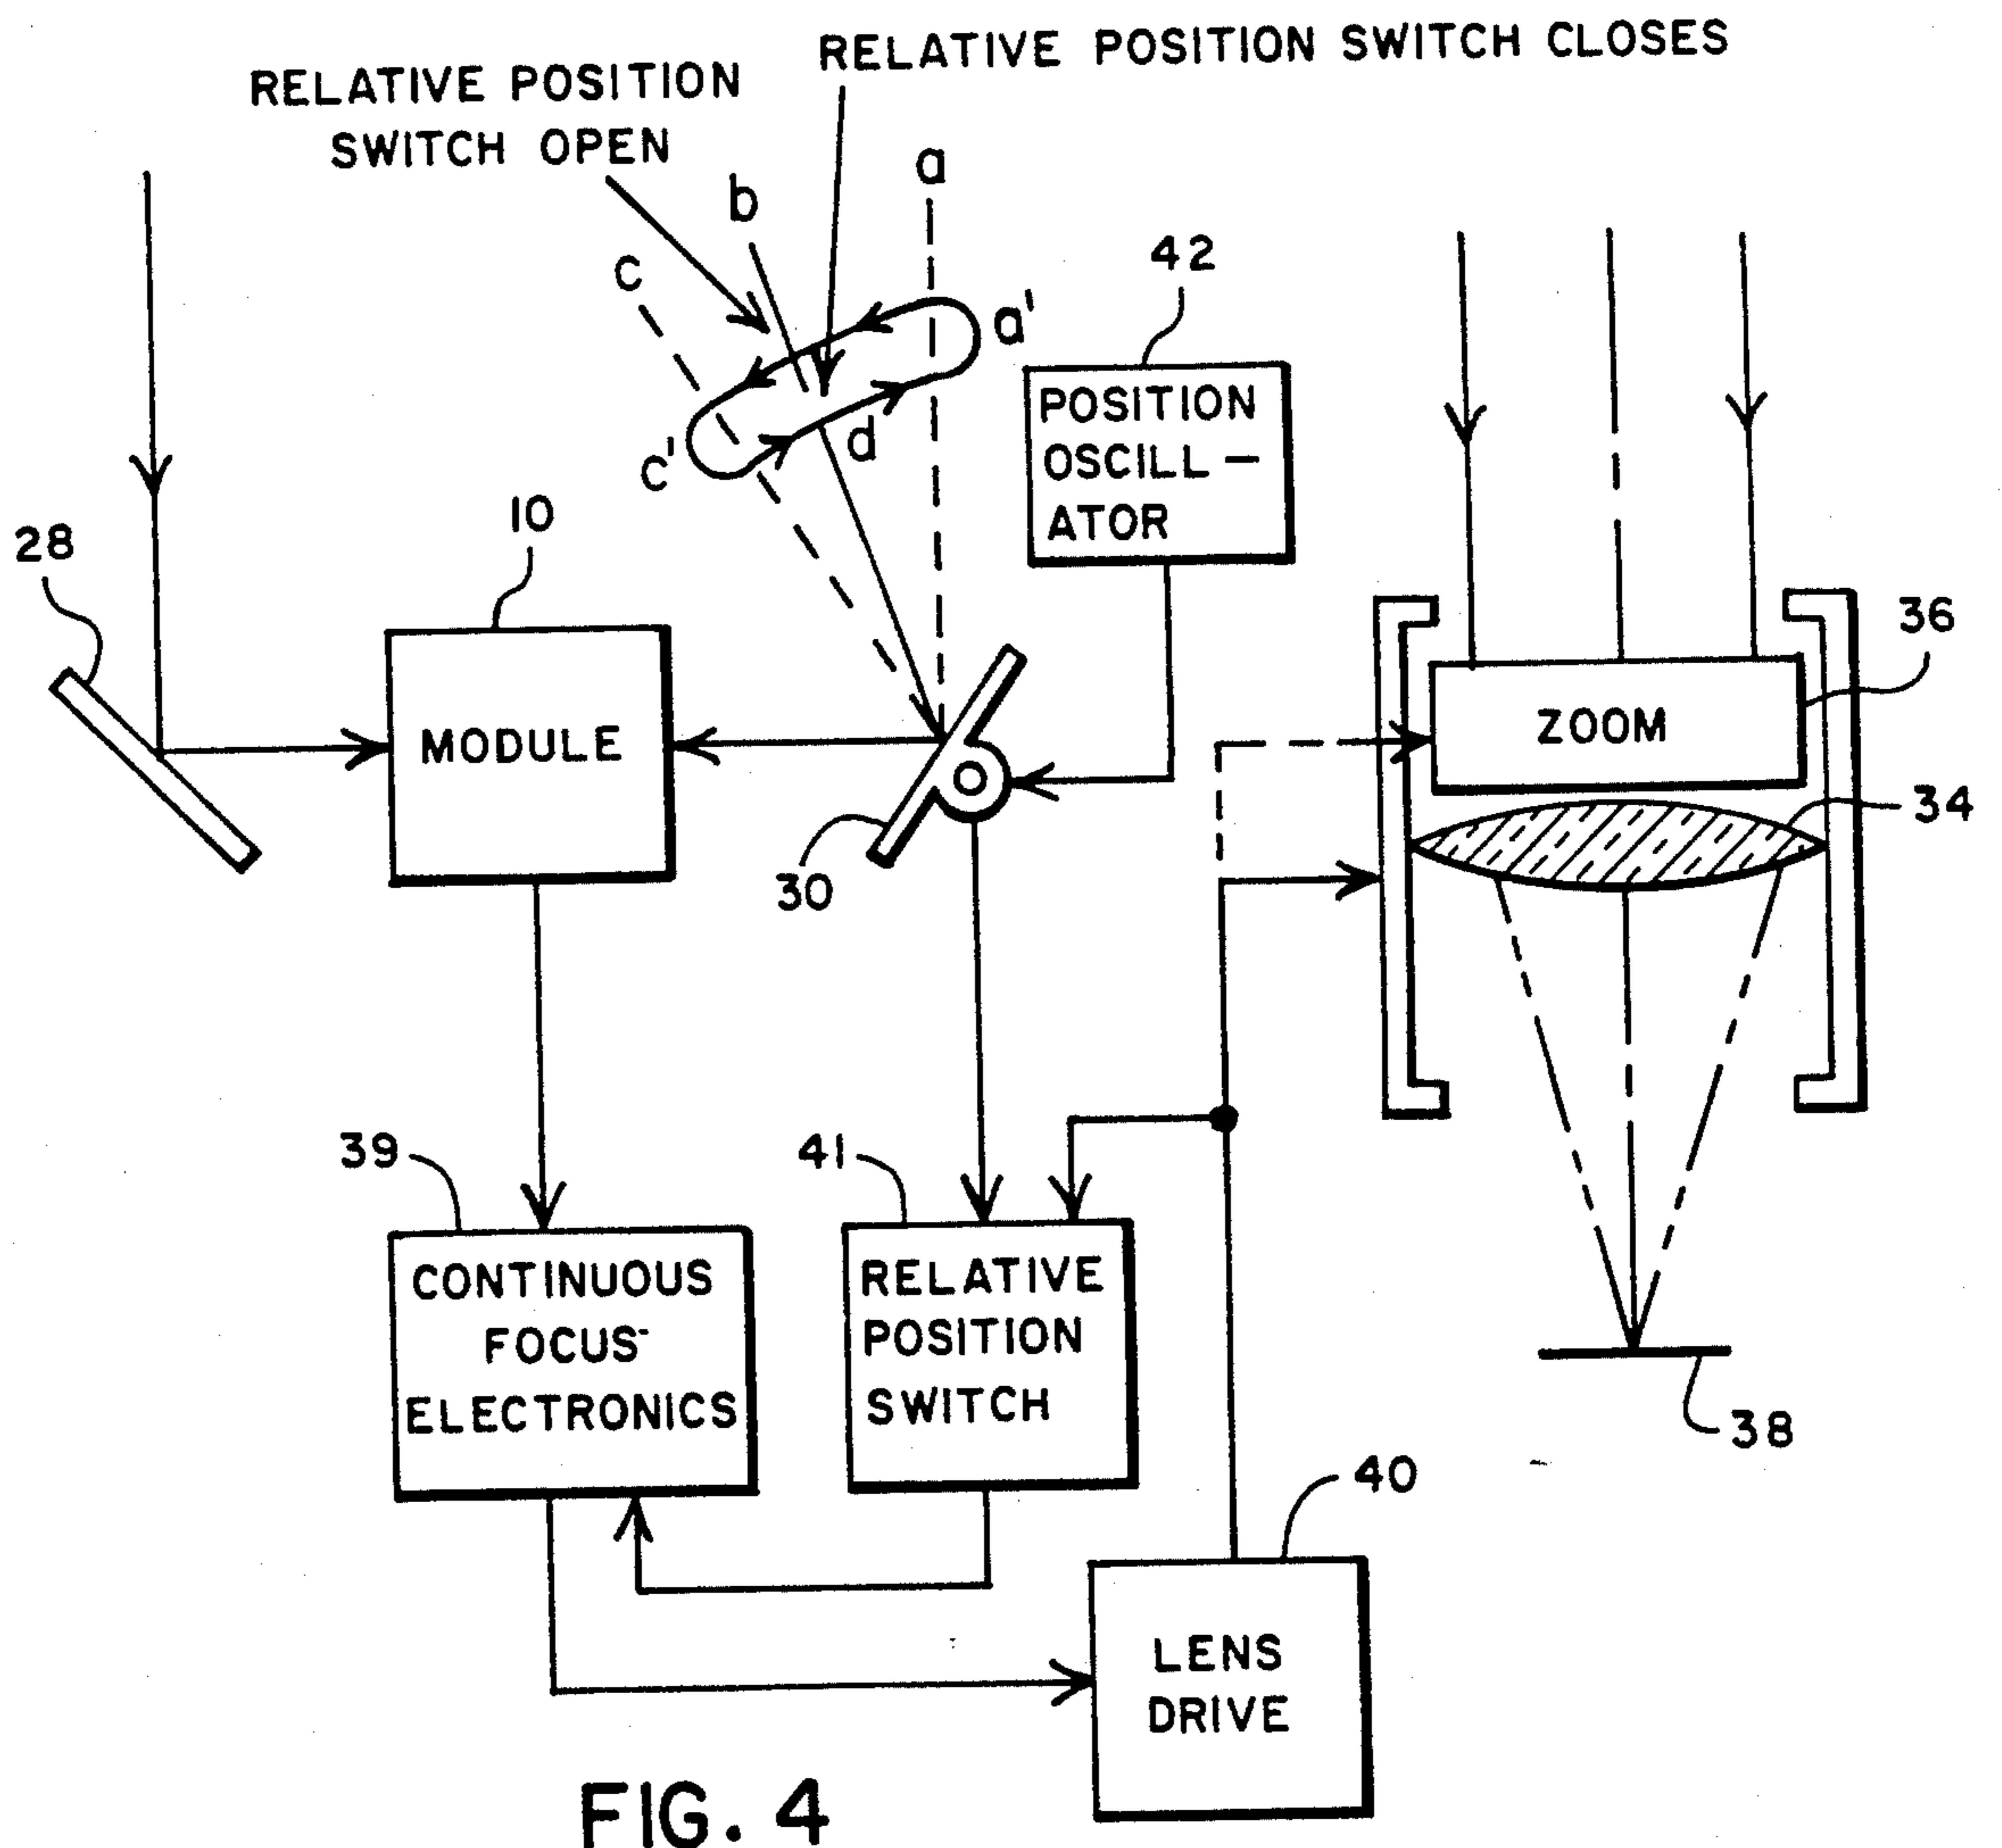 RELATIVE POSITION SWITCH CLOSES
RELATIVE POSITION
SWITCH OPEN
a
b
c
a'
c'
d
42
POSITION
OSCILL-
ATOR
28
10
MODULE
30
36
ZOOM
34
39
CONTINUOUS
FOCUS
ELECTRONICS
41
RELATIVE
POSITION
SWITCH
38
40
LENS
DRIVE
FIG. 4